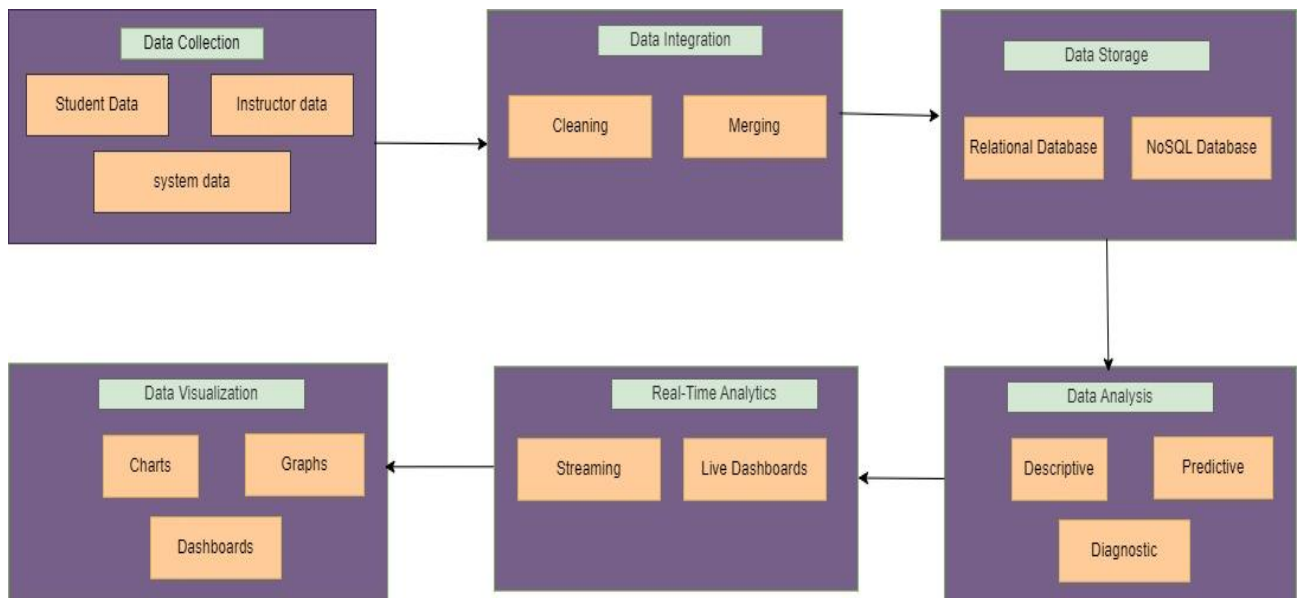 Data Collection
Student Data
Instructor data
system data
Data Integration
Cleaning
Merging
Data Storage
Relational Database
NoSQL Database
Data Analysis
Descriptive
Predictive
Diagnostic
Real-Time Analytics
Streaming
Live Dashboards
Data Visualization
Charts
Graphs
Dashboards